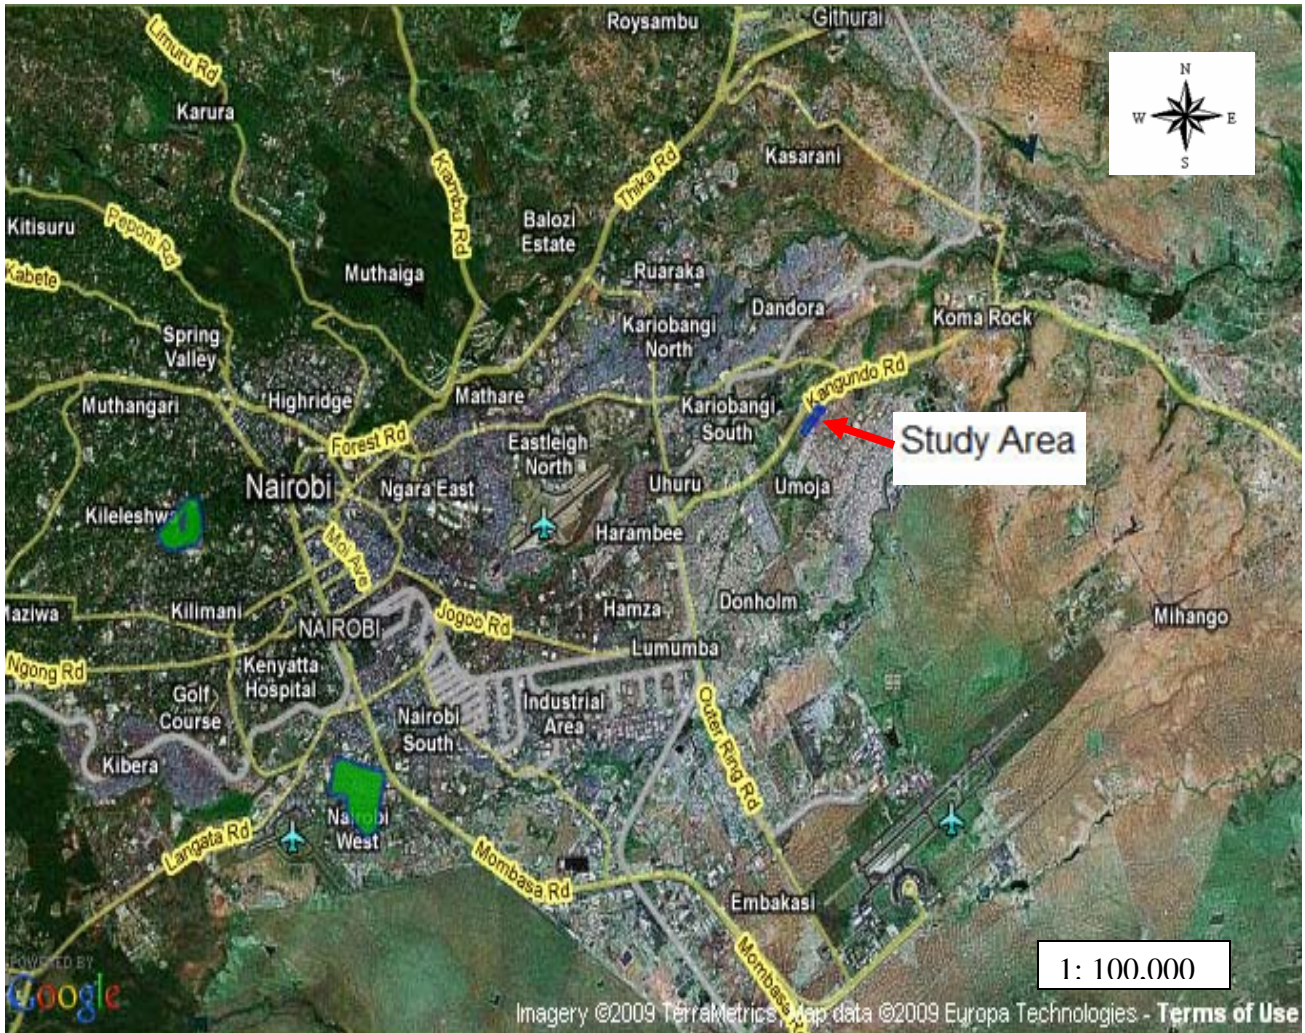 Roysambu
Githurai
Limuru Rd
Karura
N
W
E
S
Kiambu Rd
Thika Rd
Kasarani
Kitisuru
Peponi Rd
Balozi
Estate
Kabete
Muthaiga
Ruaraka
Dandora
Koma Rock
Spring
Valley
Kariobangi
North
Kangundo Rd
Muthangari
Highridge
Mathare
Kariobangi
South
Forest Rd
Eastleigh
North
Study Area
Nairobi
Ngara East
Uhuru
Umoja
Kileleshwa
Harambee
Moi Ave
Maziwa
Kilimani
NAIROBI
Jogoo Rd
Hamza
Donholm
Mihango
Ngong Rd
Kenyatta
Hospital
Lumumba
Golf
Course
Nairobi
South
Industrial
Area
Outer Ring Rd
Kibera
Nairobi
West
Langata Rd
Mombasa Rd
Embakasi
Mombasa Rd
1: 100.000
POWERED BY
Google
Imagery ©2009 TerraMetrics, Map data ©2009 Europa Technologies - Terms of Use